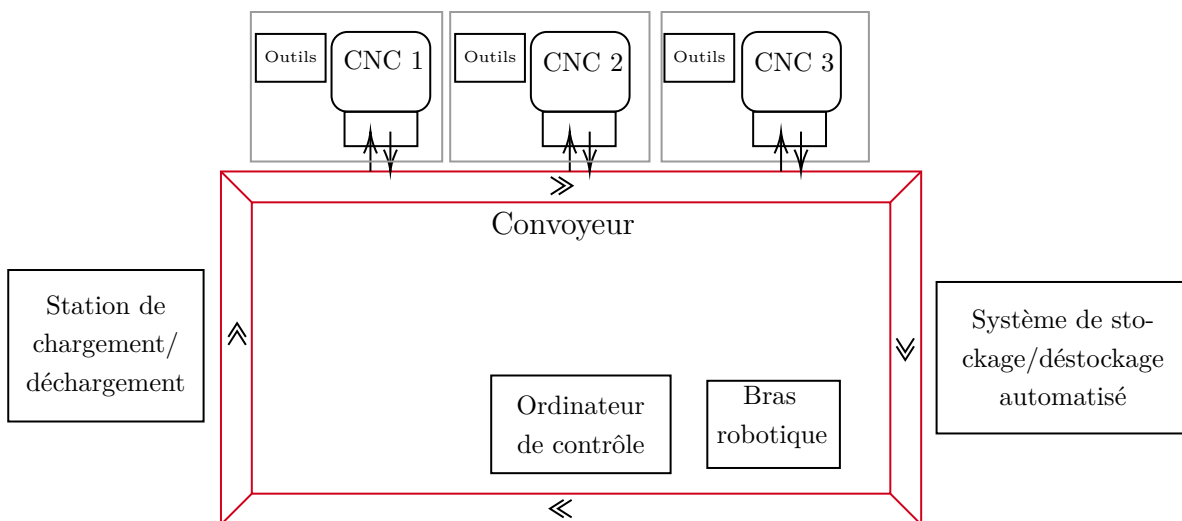 Outils
CNC 1
Outils
CNC 2
Outils
CNC 3
Convoyeur
Station de
chargement/
déchargement
Système de sto-
ckage/déstockage
automatisé
Ordinateur
de contrôle
Bras
robotique